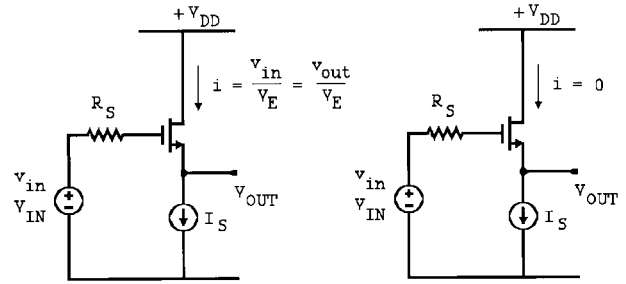 +V_DD
i = v_in/V_E = v_out/V_E
R_S
v_in
V_IN
V_OUT
I_S
+V_DD
i = 0
R_S
v_in
V_IN
V_OUT
I_S